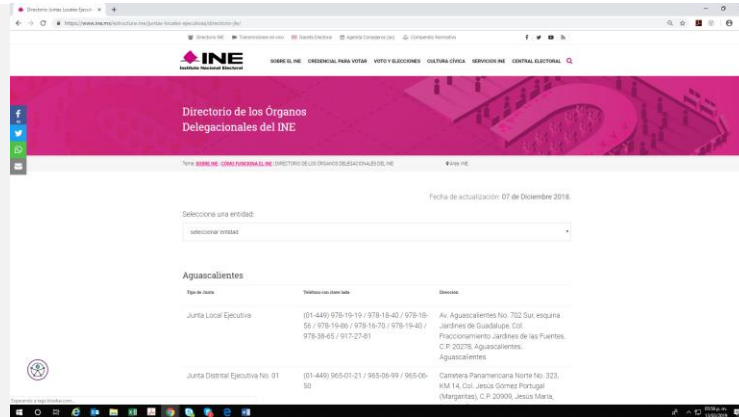 Directorio Juntas Locales Ejecuti
https://www.ine.mx/estructura-ine/juntas-locales-ejecutivas/directorio-jle/
Directorio INE Transmisiones en vivo Gaceta Electoral Agenda Consejeros (as) Compendio Normativo
INE
Instituto Nacional Electoral
SOBRE EL INE CREDENCIAL PARA VOTAR VOTO Y ELECCIONES CULTURA CÍVICA SERVICIOS INE CENTRAL ELECTORAL
Directorio de los Órganos
Delegacionales del INE
Tema: SOBRE INE CÓMO FUNCIONA EL INE DIRECTORIO DE LOS ÓRGANOS DELEGACIONALES DEL INE
Área: INE
Fecha de actualización: 07 de Diciembre 2018.
Selecciona una entidad:
seleccionar entidad
Aguascalientes
Tipo de Junta Teléfono con clave lada Dirección
Junta Local Ejecutiva (01-449) 978-19-19 / 978-18-40 / 978-18- Av. Aguascalientes No. 702 Sur, esquina
56 / 978-19-86 / 978-16-70 / 978-19-40 / Jardines de Guadalupe, Col.
978-38-65 / 917-27-81 Fraccionamiento Jardines de las Fuentes,
C.P. 20278, Aguascalientes,
Aguascalientes
Junta Distrital Ejecutiva No. 01 (01-449) 965-01-21 / 965-06-99 / 965-06- Carretera Panamericana Norte No. 323,
50 KM 14, Col. Jesús Gómez Portugal
(Margaritas), C.P. 20909, Jesús María,